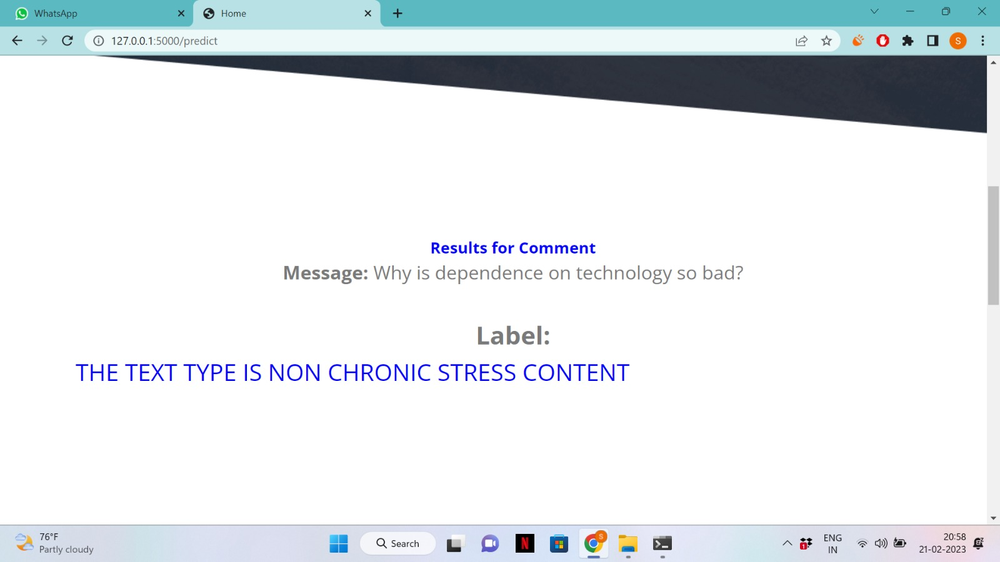 WhatsApp
Home
127.0.0.1:5000/predict
S
Results for Comment
Message: Why is dependence on technology so bad?
Label:
THE TEXT TYPE IS NON CHRONIC STRESS CONTENT
76°F
Partly cloudy
Search
N
S
1
ENG
IN
20:58
21-02-2023